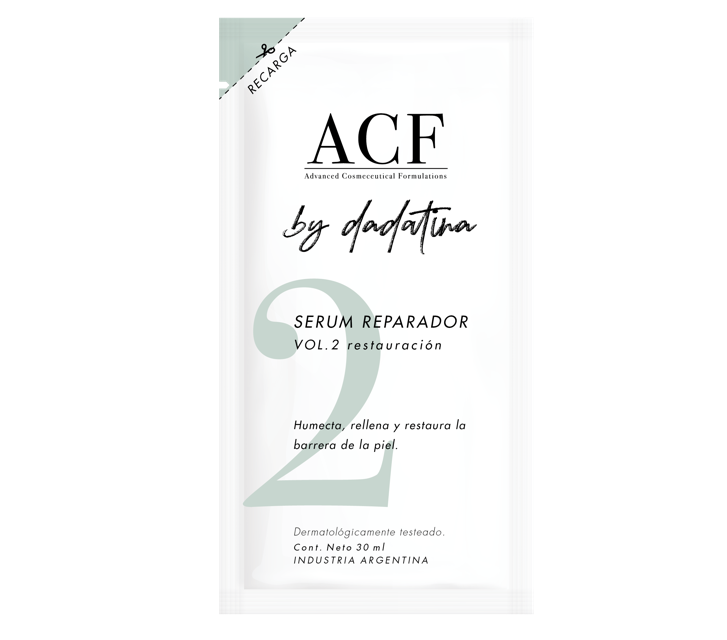 RECARGA
ACF
Advanced Cosmeceutical Formulations
by dadatina
2
SERUM REPARADOR
VOL.2 restauración
Humecta, rellena y restaura la
barrera de la piel.
Dermatológicamente testeado.
Cont. Neto 30 ml
INDUSTRIA ARGENTINA